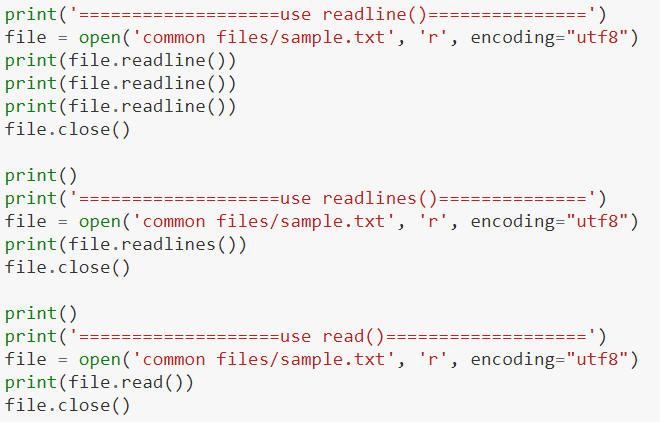 print('===================use readline()===============')
file = open('common files/sample.txt', 'r', encoding="utf8")
print(file.readline())
print(file.readline())
print(file.readline())
file.close()
print()
print('===================use readlines()==============')
file = open('common files/sample.txt', 'r', encoding="utf8")
print(file.readlines())
file.close()
print()
print('===================use read()===================')
file = open('common files/sample.txt', 'r', encoding="utf8")
print(file.read())
file.close()